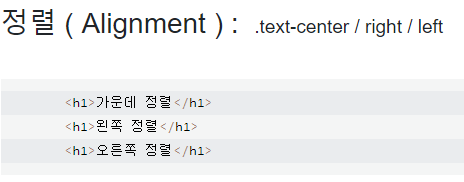 정렬 ( Alignment ) : .text-center / right / left
<h1>가운데 정렬</h1>
<h1>왼쪽 정렬</h1>
<h1>오른쪽 정렬</h1>